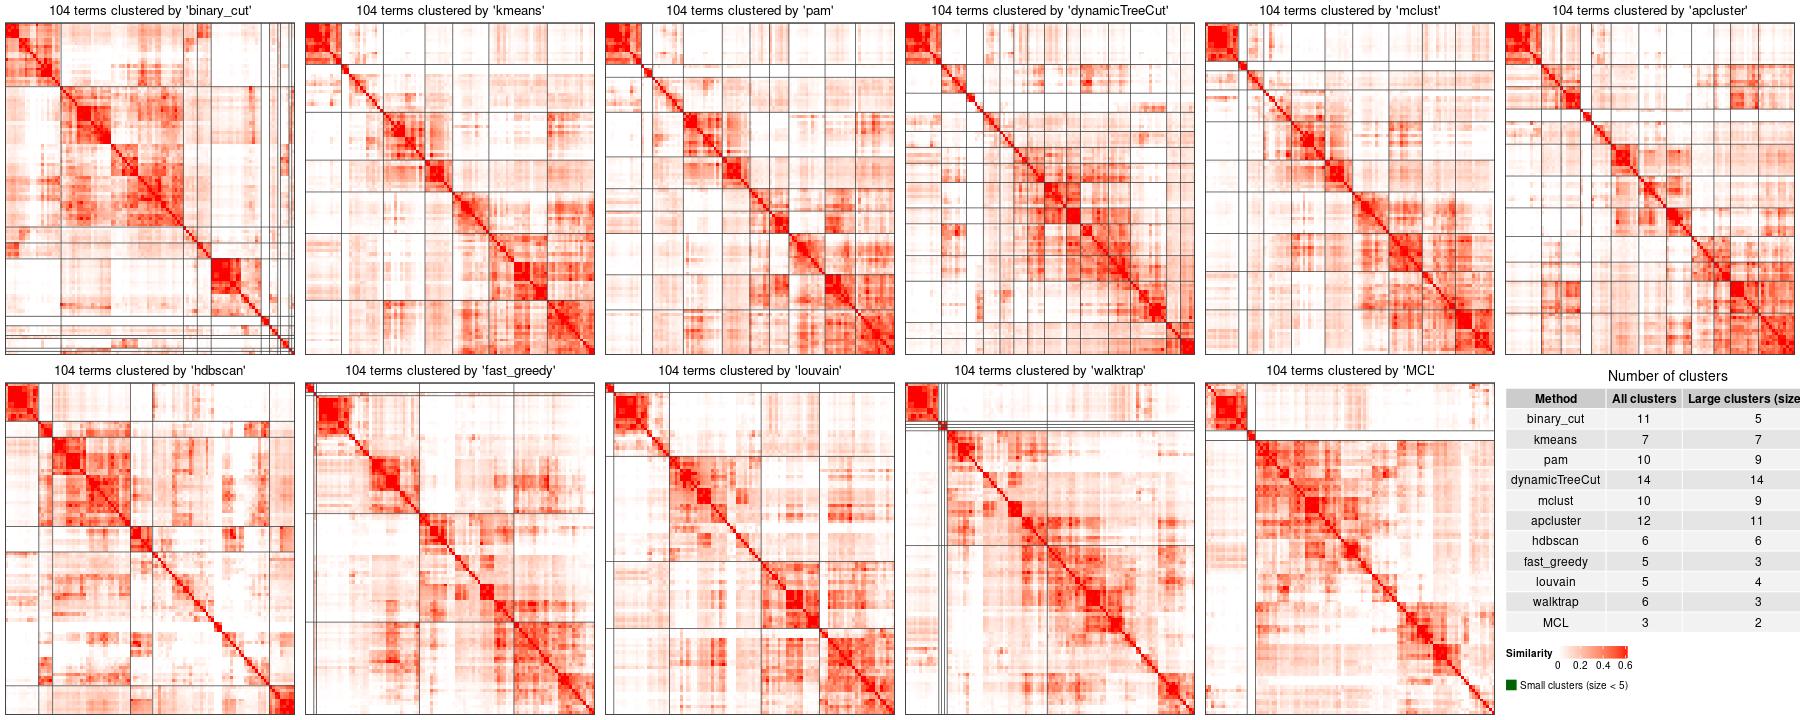 104 terms clustered by 'binary_cut'
104 terms clustered by 'kmeans'
104 terms clustered by 'pam'
104 terms clustered by 'dynamicTreeCut'
104 terms clustered by 'mclust'
104 terms clustered by 'apcluster'
104 terms clustered by 'hdbscan'
104 terms clustered by 'fast_greedy'
104 terms clustered by 'louvain'
104 terms clustered by 'walktrap'
104 terms clustered by 'MCL'
Number of clusters
Method All clusters Large clusters (size
binary_cut 11 5
kmeans 7 7
pam 10 9
dynamicTreeCut 14 14
mclust 10 9
apcluster 12 11
hdbscan 6 6
fast_greedy 5 3
louvain 5 4
walktrap 6 3
MCL 3 2
Similarity
0 0.2 0.4 0.6
Small clusters (size < 5)